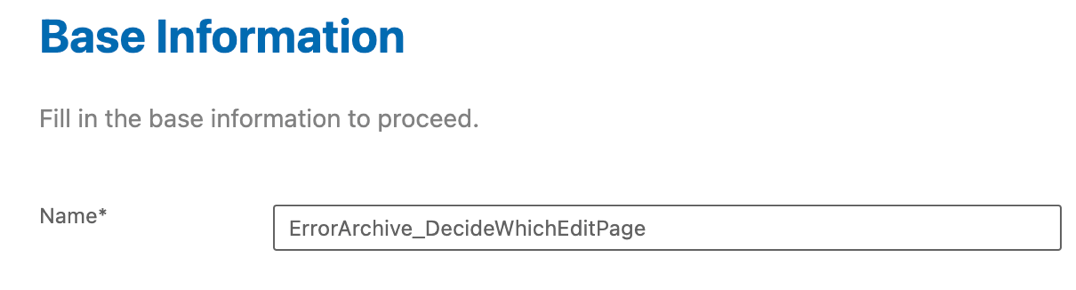 Base Information
Fill in the base information to proceed.
Name*
ErrorArchive_DecideWhichEditPage